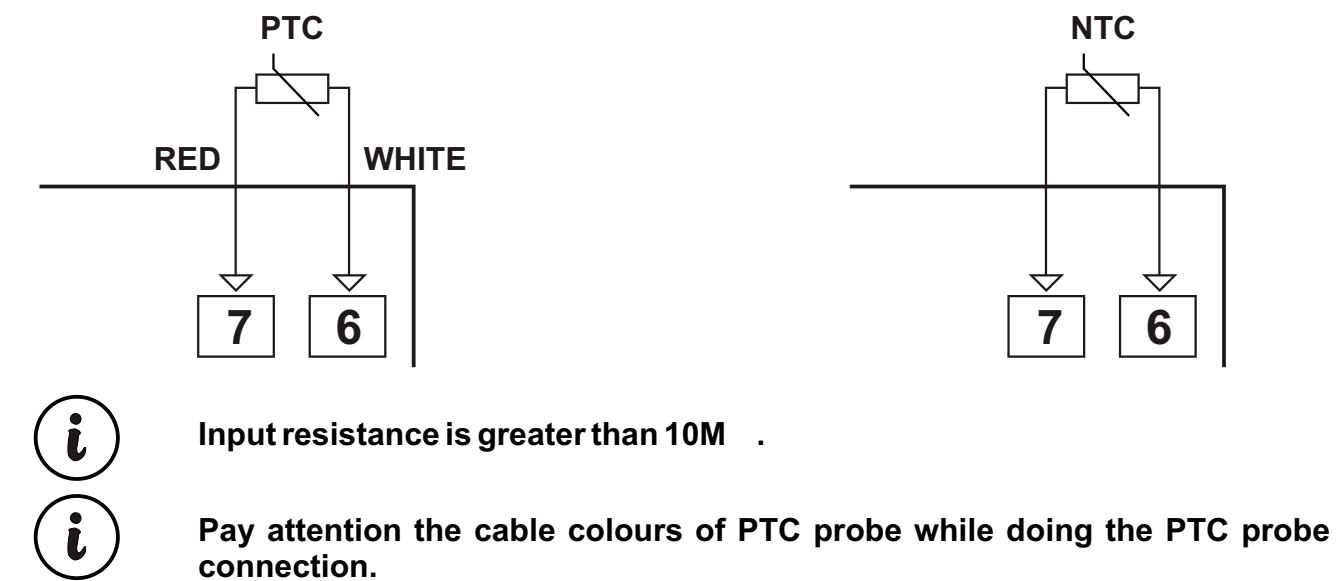 PTC
NTC
RED
WHITE
7
6
7
6
i
Input resistance is greater than 10M .
i
Pay attention the cable colours of PTC probe while doing the PTC probe
connection.